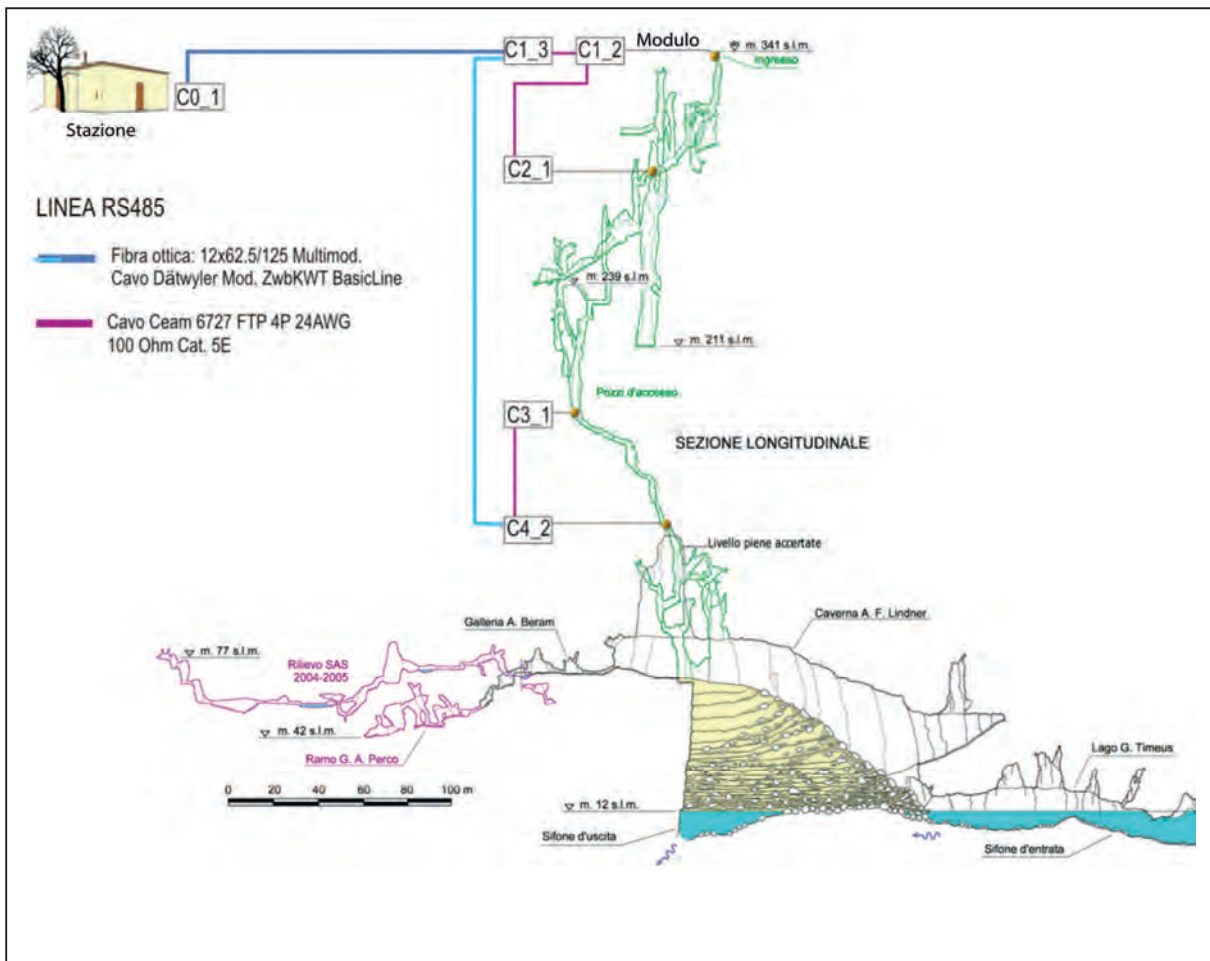 C1_3
C1_2
Modulo
m. 341 s.l.m.
Ingresso
C0_1
Stazione
C2_1
LINEA RS485
Fibra ottica: 12x62.5/125 Multimod.
Cavo Dätwyler Mod. ZwbKWT BasicLine
m. 239 s.l.m
Cavo Ceam 6727 FTP 4P 24AWG
100 Ohm Cat. 5E
m. 211 s.l.m.
Pozzi d'accesso
C3_1
SEZIONE LONGITUDINALE
C4_2
Livello piene accertate
Galleria A. Beram
Caverna A. F. Lindner
m. 77 s.l.m.
Rilievo SAS
2004-2005
m. 42 s.l.m.
Ramo G. A. Perco
Lago G. Timeus
0 20 40 60 80 100 m
m. 12 s.l.m.
Sifone d'uscita
Sifone d'entrata